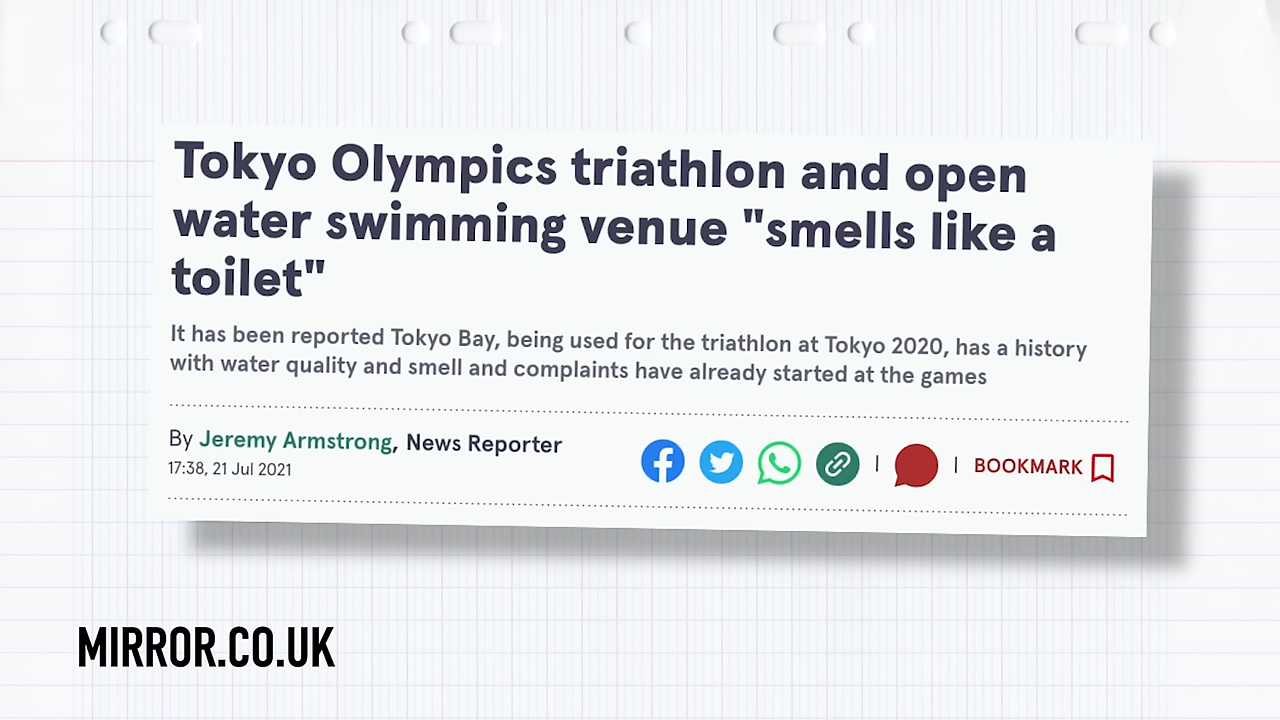 Tokyo Olympics triathlon and open
water swimming venue "smells like a
toilet"
It has been reported Tokyo Bay, being used for the triathlon at Tokyo 2020, has a history
with water quality and smell and complaints have already started at the games
By Jeremy Armstrong, News Reporter
17:38, 21 Jul 2021
BOOKMARK
MIRROR.CO.UK